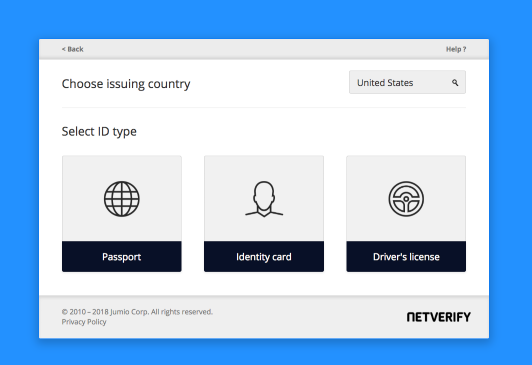 < Back
Help ?
Choose issuing country
United States
Select ID type
Passport
Identity card
Driver's license
© 2010 – 2018 Jumio Corp. All rights reserved.
Privacy Policy
NETVERIFY